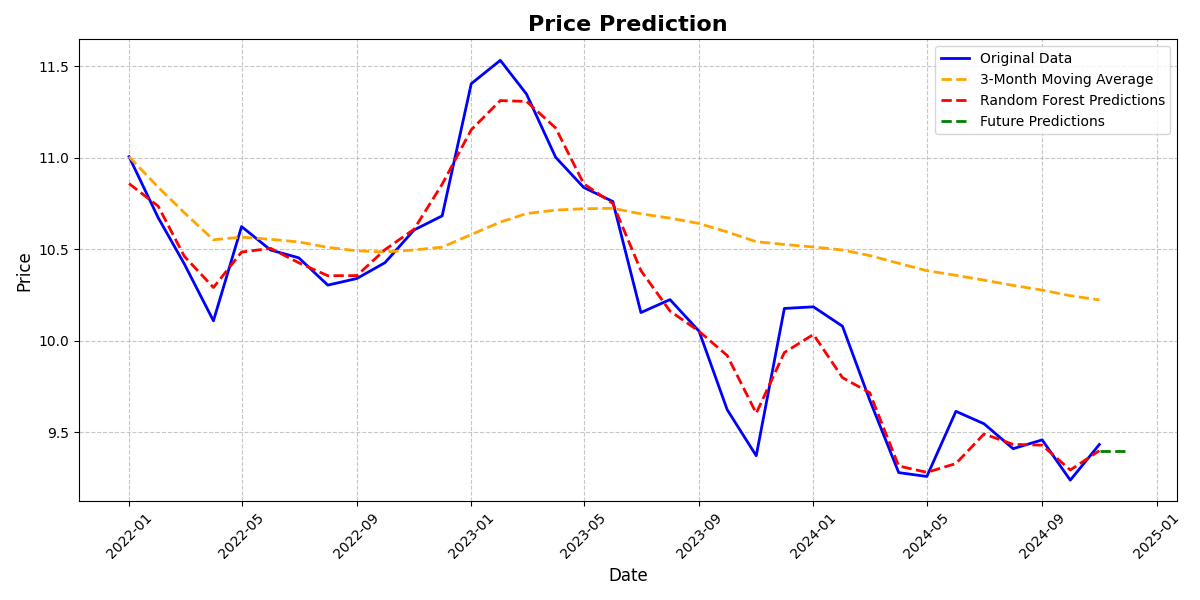 Price Prediction
Original Data
3-Month Moving Average
Random Forest Predictions
Future Predictions
Price
11.5
11.0
10.5
10.0
9.5
2022-01
2022-05
2022-09
2023-01
2023-05
2023-09
2024-01
2024-05
2024-09
2025-01
Date